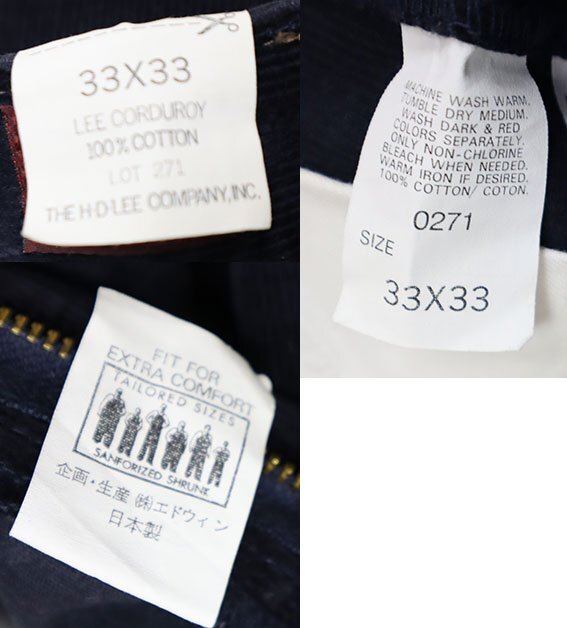 33X33
LEE CORDUROY
100% COTTON
LOT 271
THE H·D·LEE COMPANY, INC.
MACHINE WASH WARM.
TUMBLE DRY MEDIUM.
WASH DARK & RED
COLORS SEPARATELY.
ONLY NON-CHLORINE
BLEACH WHEN NEEDED.
WARM IRON IF DESIRED.
100% COTTON/COTON.
0271
SIZE
33X33
FIT FOR
EXTRA COMFORT
TAILORED SIZES
SANFORIZED SHRUNK
企画・生産 ㈱エドウィン
日本製